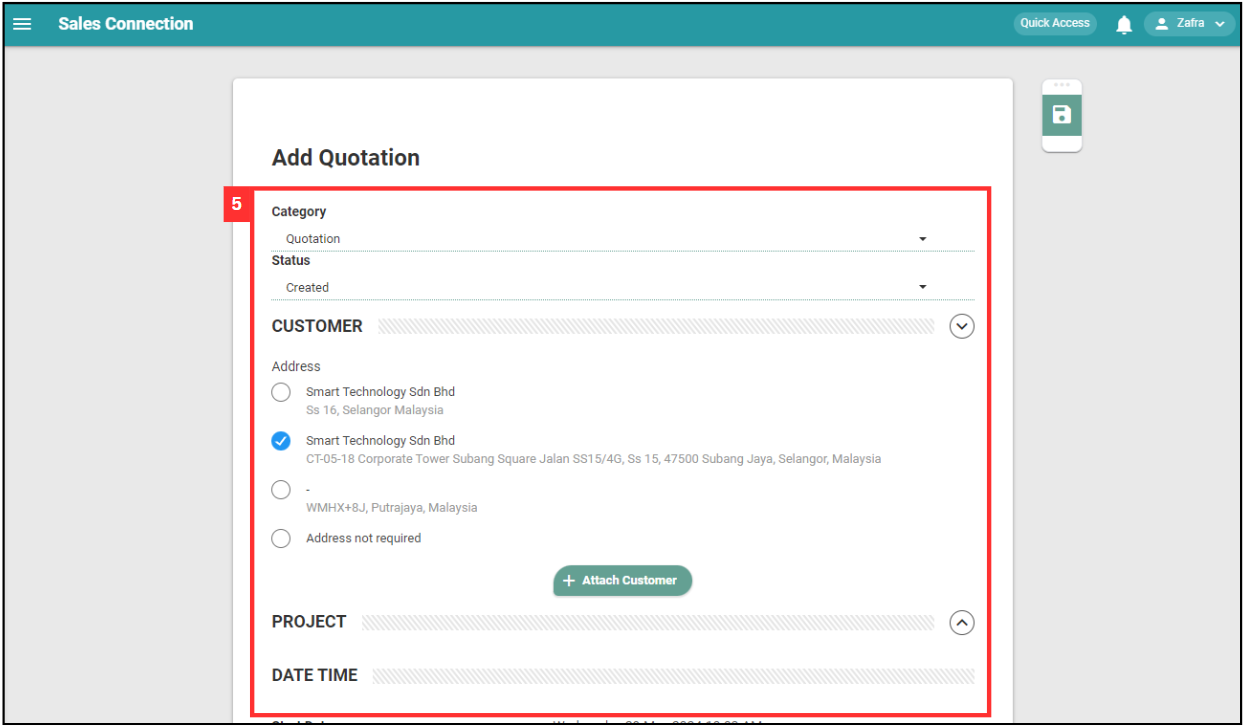 Sales Connection
Quick Access
Zafra
Add Quotation
5
Category
Quotation
Status
Created
CUSTOMER
Address
Smart Technology Sdn Bhd
Ss 16, Selangor Malaysia
Smart Technology Sdn Bhd
CT-05-18 Corporate Tower Subang Square Jalan SS15/4G, Ss 15, 47500 Subang Jaya, Selangor, Malaysia
-
WMHX+8J, Putrajaya, Malaysia
Address not required
+ Attach Customer
PROJECT
DATE TIME